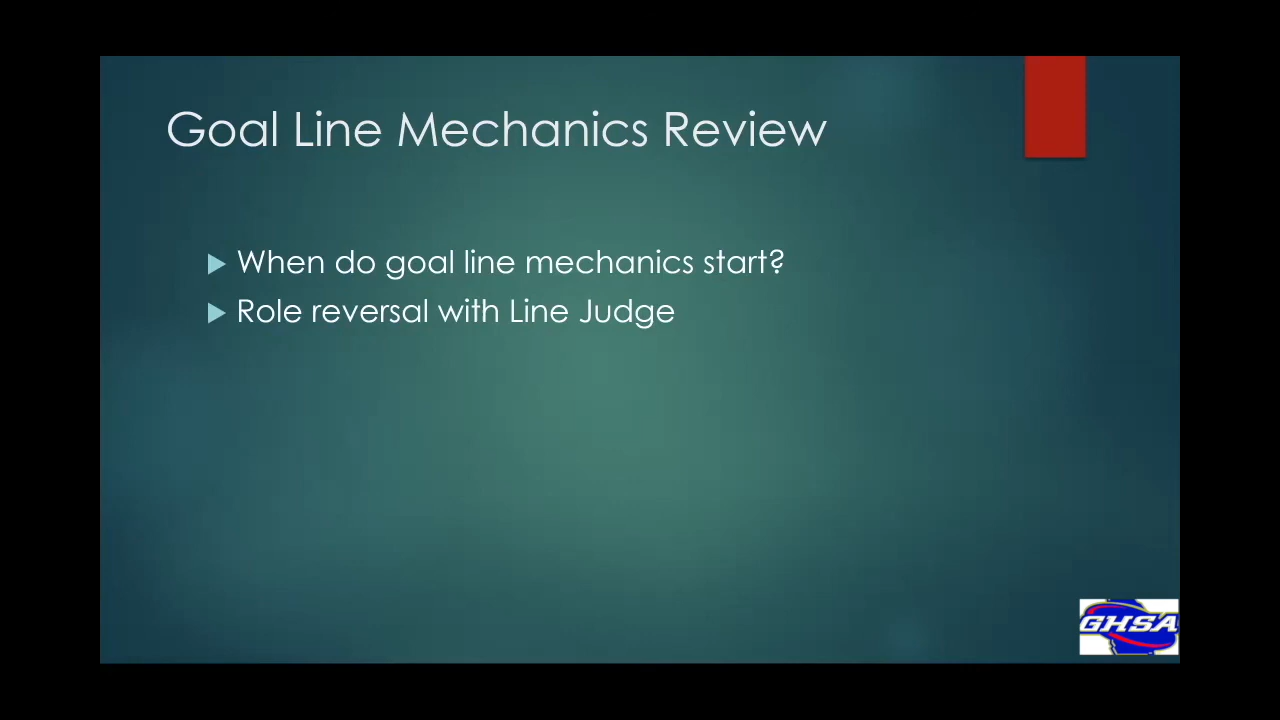 Goal Line Mechanics Review
When do goal line mechanics start?
Role reversal with Line Judge
GHSA